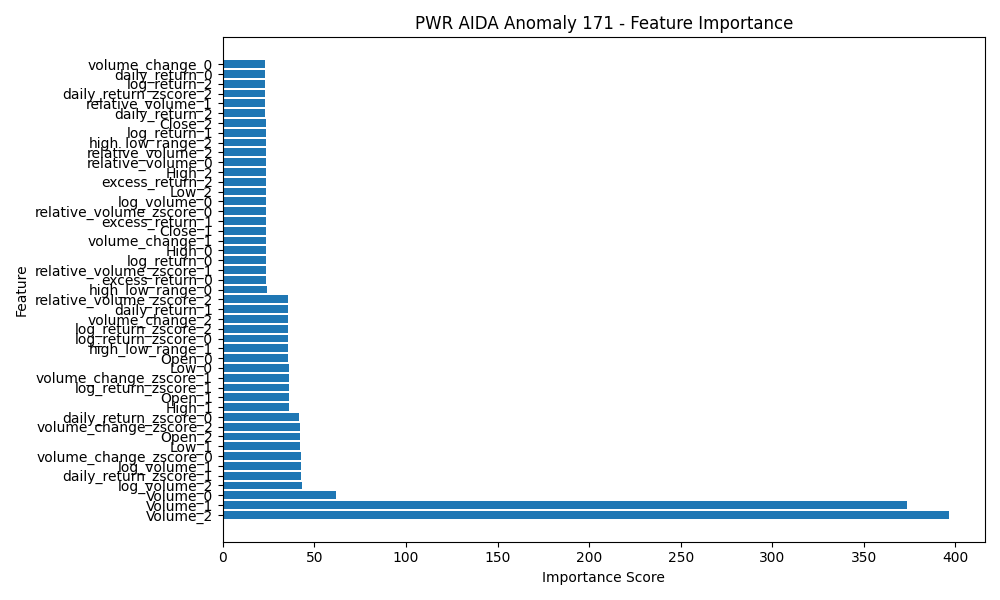 PWR AIDA Anomaly 171 - Feature Importance
volume_change_0
daily_return_0
log_return_2
daily_return_zscore_2
relative_volume_1
daily_return_2
Close_2
log_return_1
high_low_range_2
relative_volume_2
relative_volume_0
High_2
excess_return_2
Low_2
log_volume_0
relative_volume_zscore_0
excess_return_1
Close_1
volume_change_1
High_0
log_return_0
relative_volume_zscore_1
excess_return_0
high_low_range_0
relative_volume_zscore_2
daily_return_1
volume_change_2
log_return_zscore_2
log_return_zscore_0
high_low_range_1
Open_0
Low_0
volume_change_zscore_1
log_return_zscore_1
Open_1
High_1
daily_return_zscore_0
volume_change_zscore_2
Open_2
Low_1
volume_change_zscore_0
log_volume_1
daily_return_zscore_1
log_volume_2
Volume_0
Volume_1
Volume_2
Feature
0 50 100 150 200 250 300 350 400
Importance Score